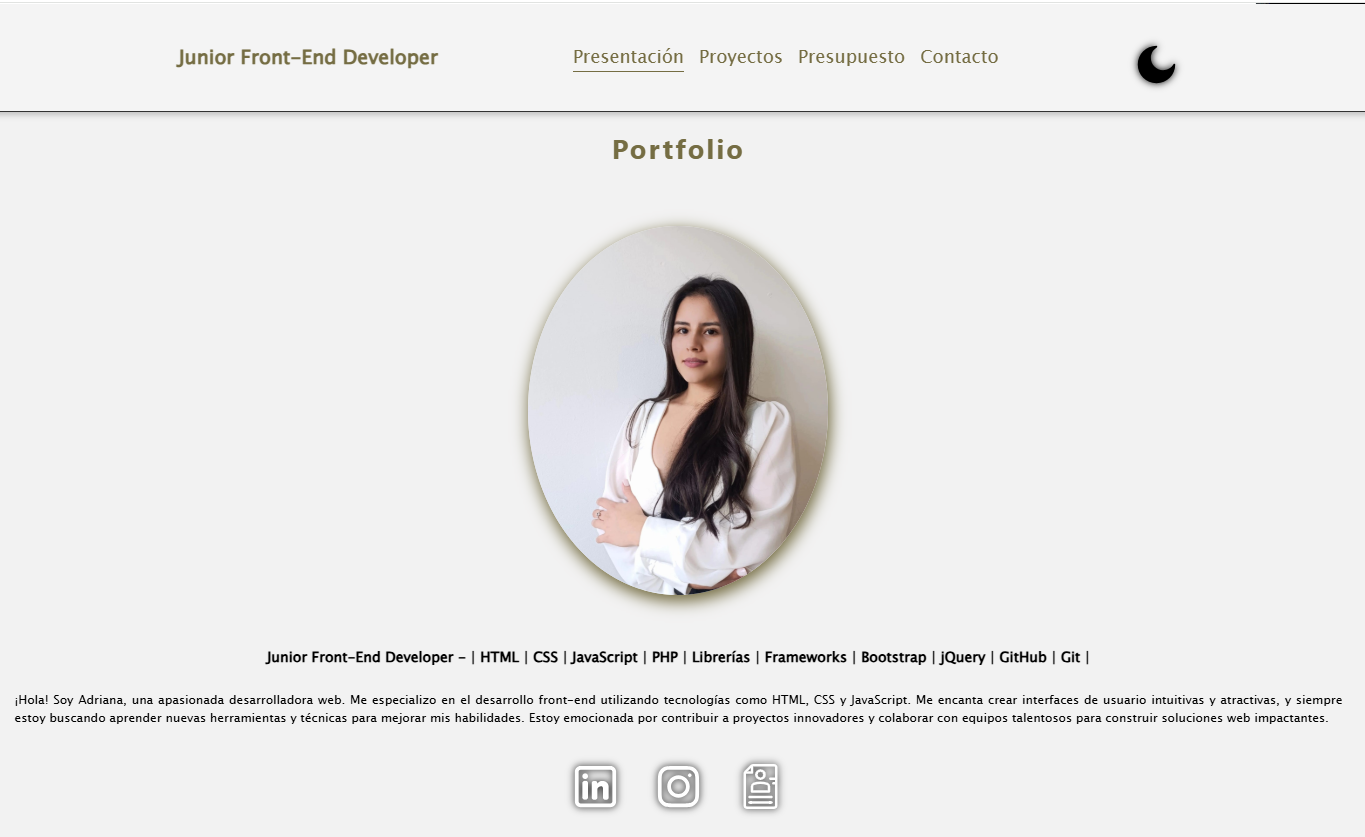 Junior Front-End Developer
Presentación Proyectos Presupuesto Contacto
Portfolio
Junior Front-End Developer - | HTML | CSS | JavaScript | PHP | Librerías | Frameworks | Bootstrap | jQuery | GitHub | Git |
¡Hola! Soy Adriana, una apasionada desarrolladora web. Me especializo en el desarrollo front-end utilizando tecnologías como HTML, CSS y JavaScript. Me encanta crear interfaces de usuario intuitivas y atractivas, y siempre
estoy buscando aprender nuevas herramientas y técnicas para mejorar mis habilidades. Estoy emocionada por contribuir a proyectos innovadores y colaborar con equipos talentosos para construir soluciones web impactantes.
in